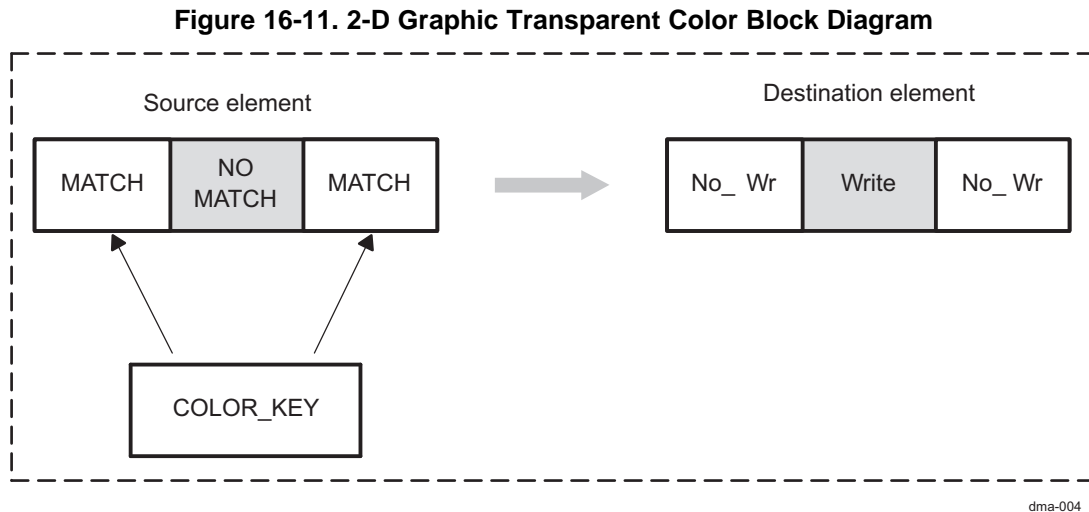 Figure 16-11. 2-D Graphic Transparent Color Block Diagram
Source element
Destination element
MATCH
NO
MATCH
MATCH
No_ Wr
Write
No_ Wr
COLOR_KEY
dma-004